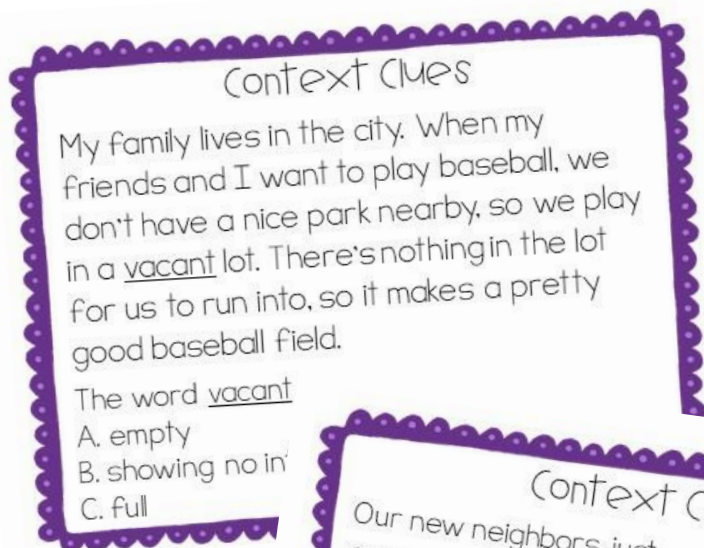 Context Clues
My family lives in the city. When my
friends and I want to play baseball, we
don't have a nice park nearby, so we play
in a vacant lot. There's nothing in the lot
for us to run into, so it makes a pretty
good baseball field.
The word vacant
A. empty
B. showing no
C. full
Context
Our new neighbors just